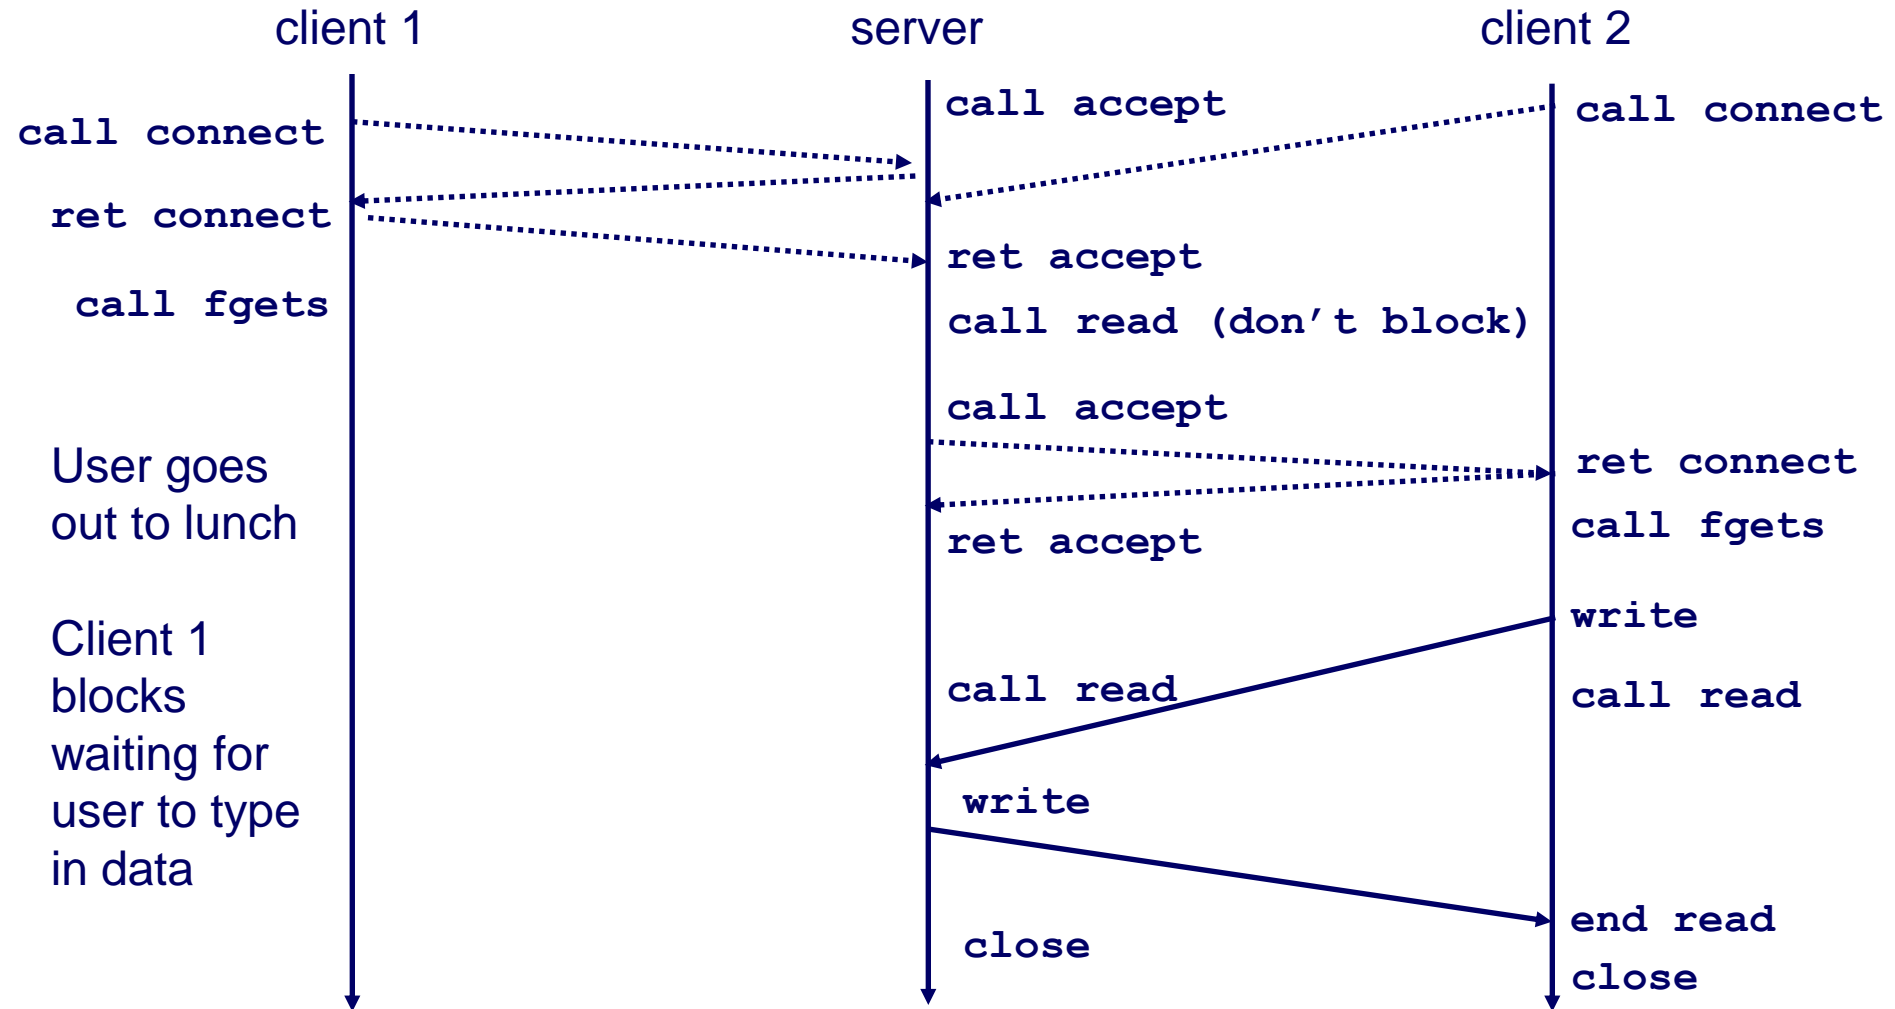 client 1
server
client 2
call connect
ret connect
call fgets
User goes
out to lunch
Client 1
blocks
waiting for
user to type
in data
call accept
ret accept
call read (don’t block)
call accept
ret accept
call read
write
close
call connect
ret connect
call fgets
write
call read
end read
close